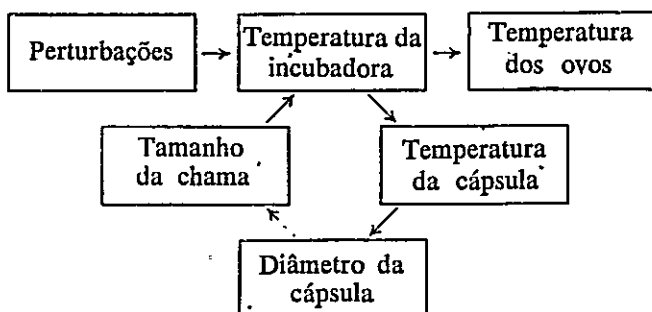 Perturbações
Temperatura da
incubadora
Temperatura
dos ovos
Tamanho
da chama
Temperatura
da cápsula
Diâmetro da
cápsula